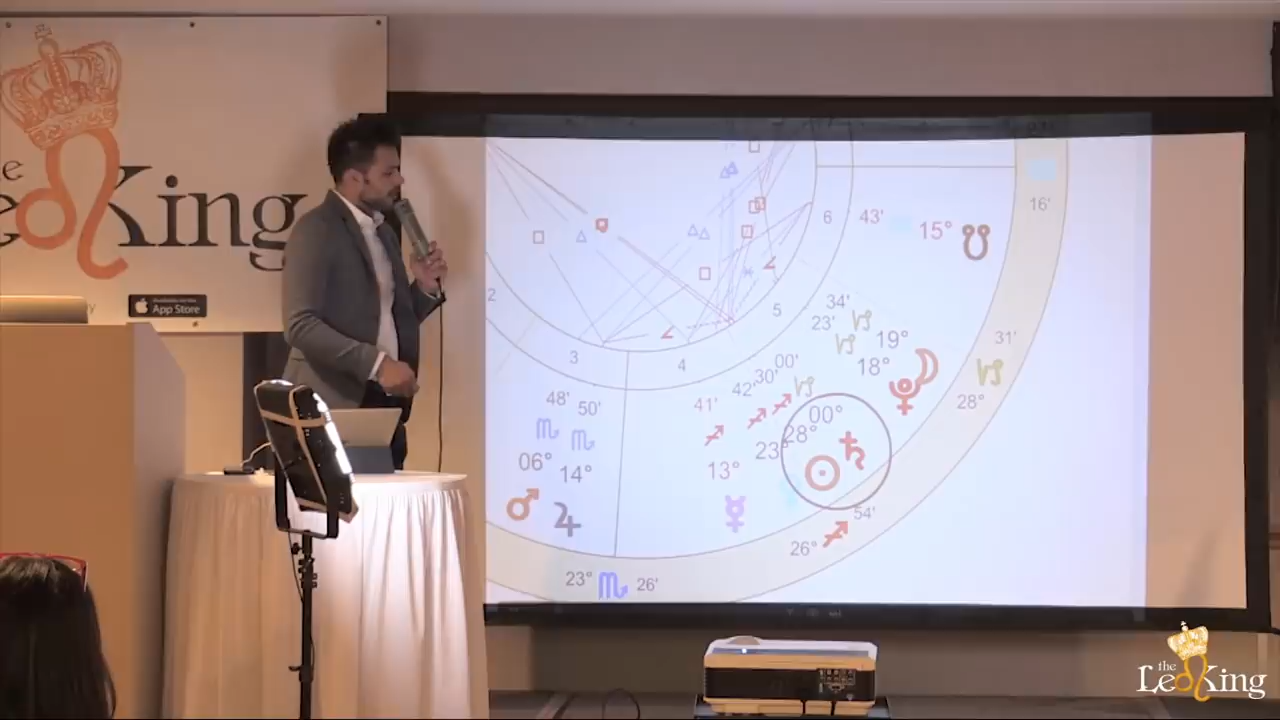 the
Leo King
App Store
16'
6 43' 15°
2
5 34'
23' 31'
19°
3 4 18°
00'
42' 30' 28°
48' 50' 41'
00°
28°
23°
06° 14° 13°
54'
26°
23° 26'
the
Leo King